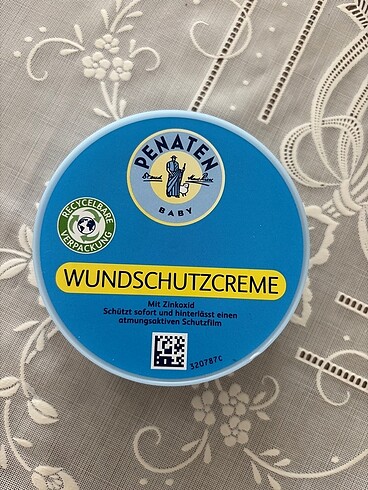 PENATEN
BABY
RECYCELBARE
VERPACKUNG
WUNDSCHUTZCREME
Mit Zinkoxid
Schützt sofort und hinterlässt einen
atmungsaktiven Schutzfilm
320787C